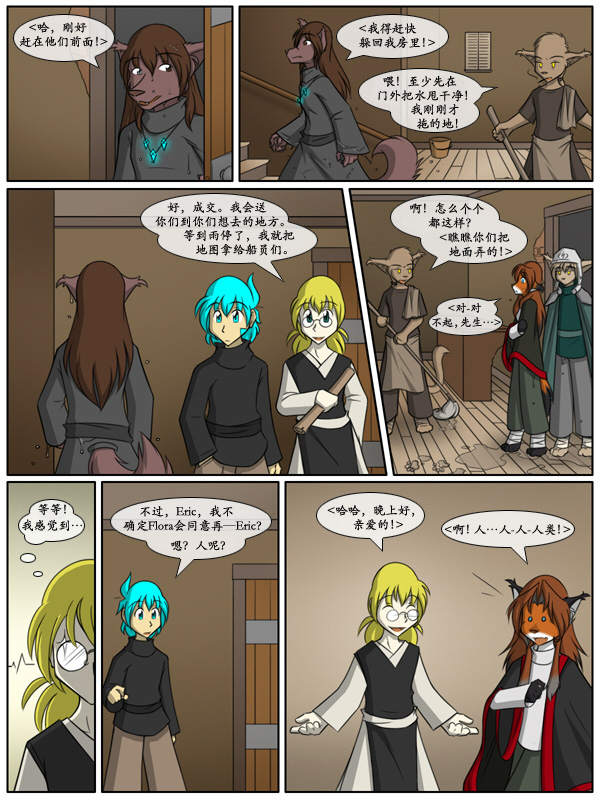 <哈，刚好
赶在他们前面！>
<我得赶快
躲回我房里！>
喂！至少先在
门外把水甩干净！
我刚刚才
拖的地！
好，成交。我会送
你们到你们想去的地方。
等到雨停了，我就把
地图拿给船员们。
啊！怎么个个
都这样？
<瞧瞧你们把
地面弄的！>
<对-对
不起，先生…>
等等！
我感觉到…
不过，Eric，我不
确定Flora会同意再—Eric？
嗯？人呢？
<哈哈，晚上好，
亲爱的！>
<啊！人…人-人-人类！>